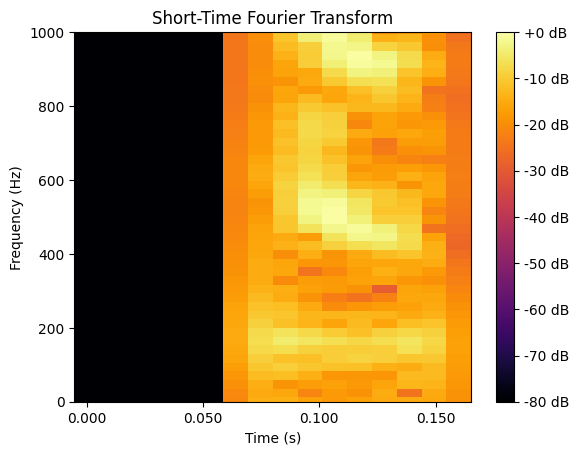 Short-Time Fourier Transform
1000
800
600
400
200
0
Frequency (Hz)
0.000
0.050
0.100
0.150
Time (s)
+0 dB
-10 dB
-20 dB
-30 dB
-40 dB
-50 dB
-60 dB
-70 dB
-80 dB